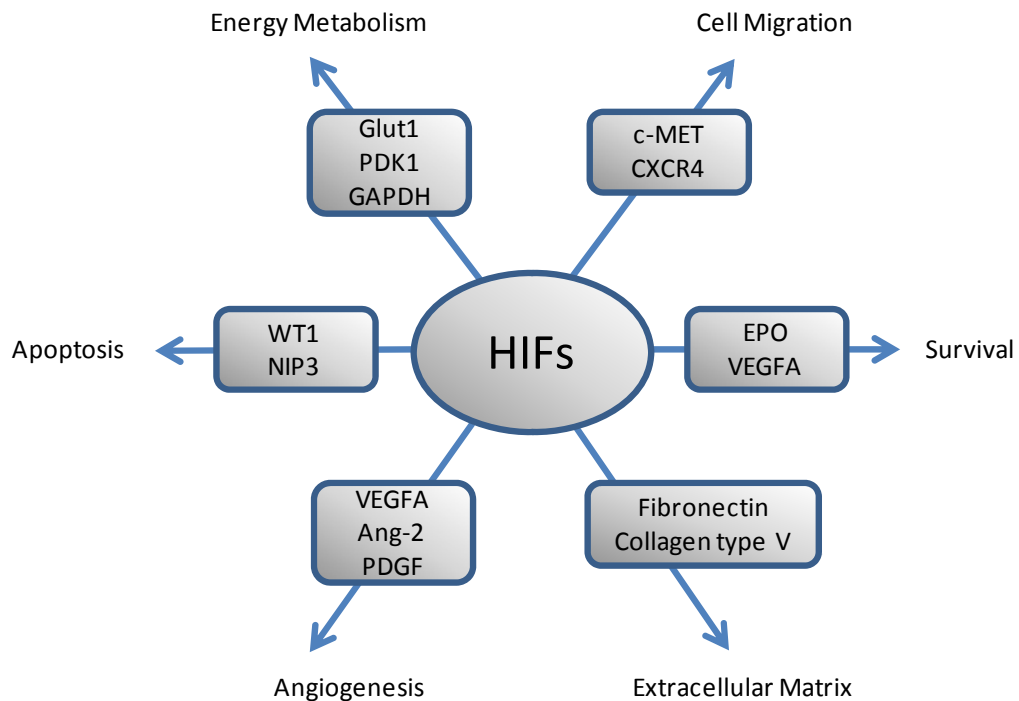 Energy Metabolism
Cell Migration
Glut1
PDK1
GAPDH
c-MET
CXCR4
Apoptosis
WT1
NIP3
HIFs
EPO
VEGFA
Survival
VEGFA
Ang-2
PDGF
Fibronectin
Collagen type V
Angiogenesis
Extracellular Matrix